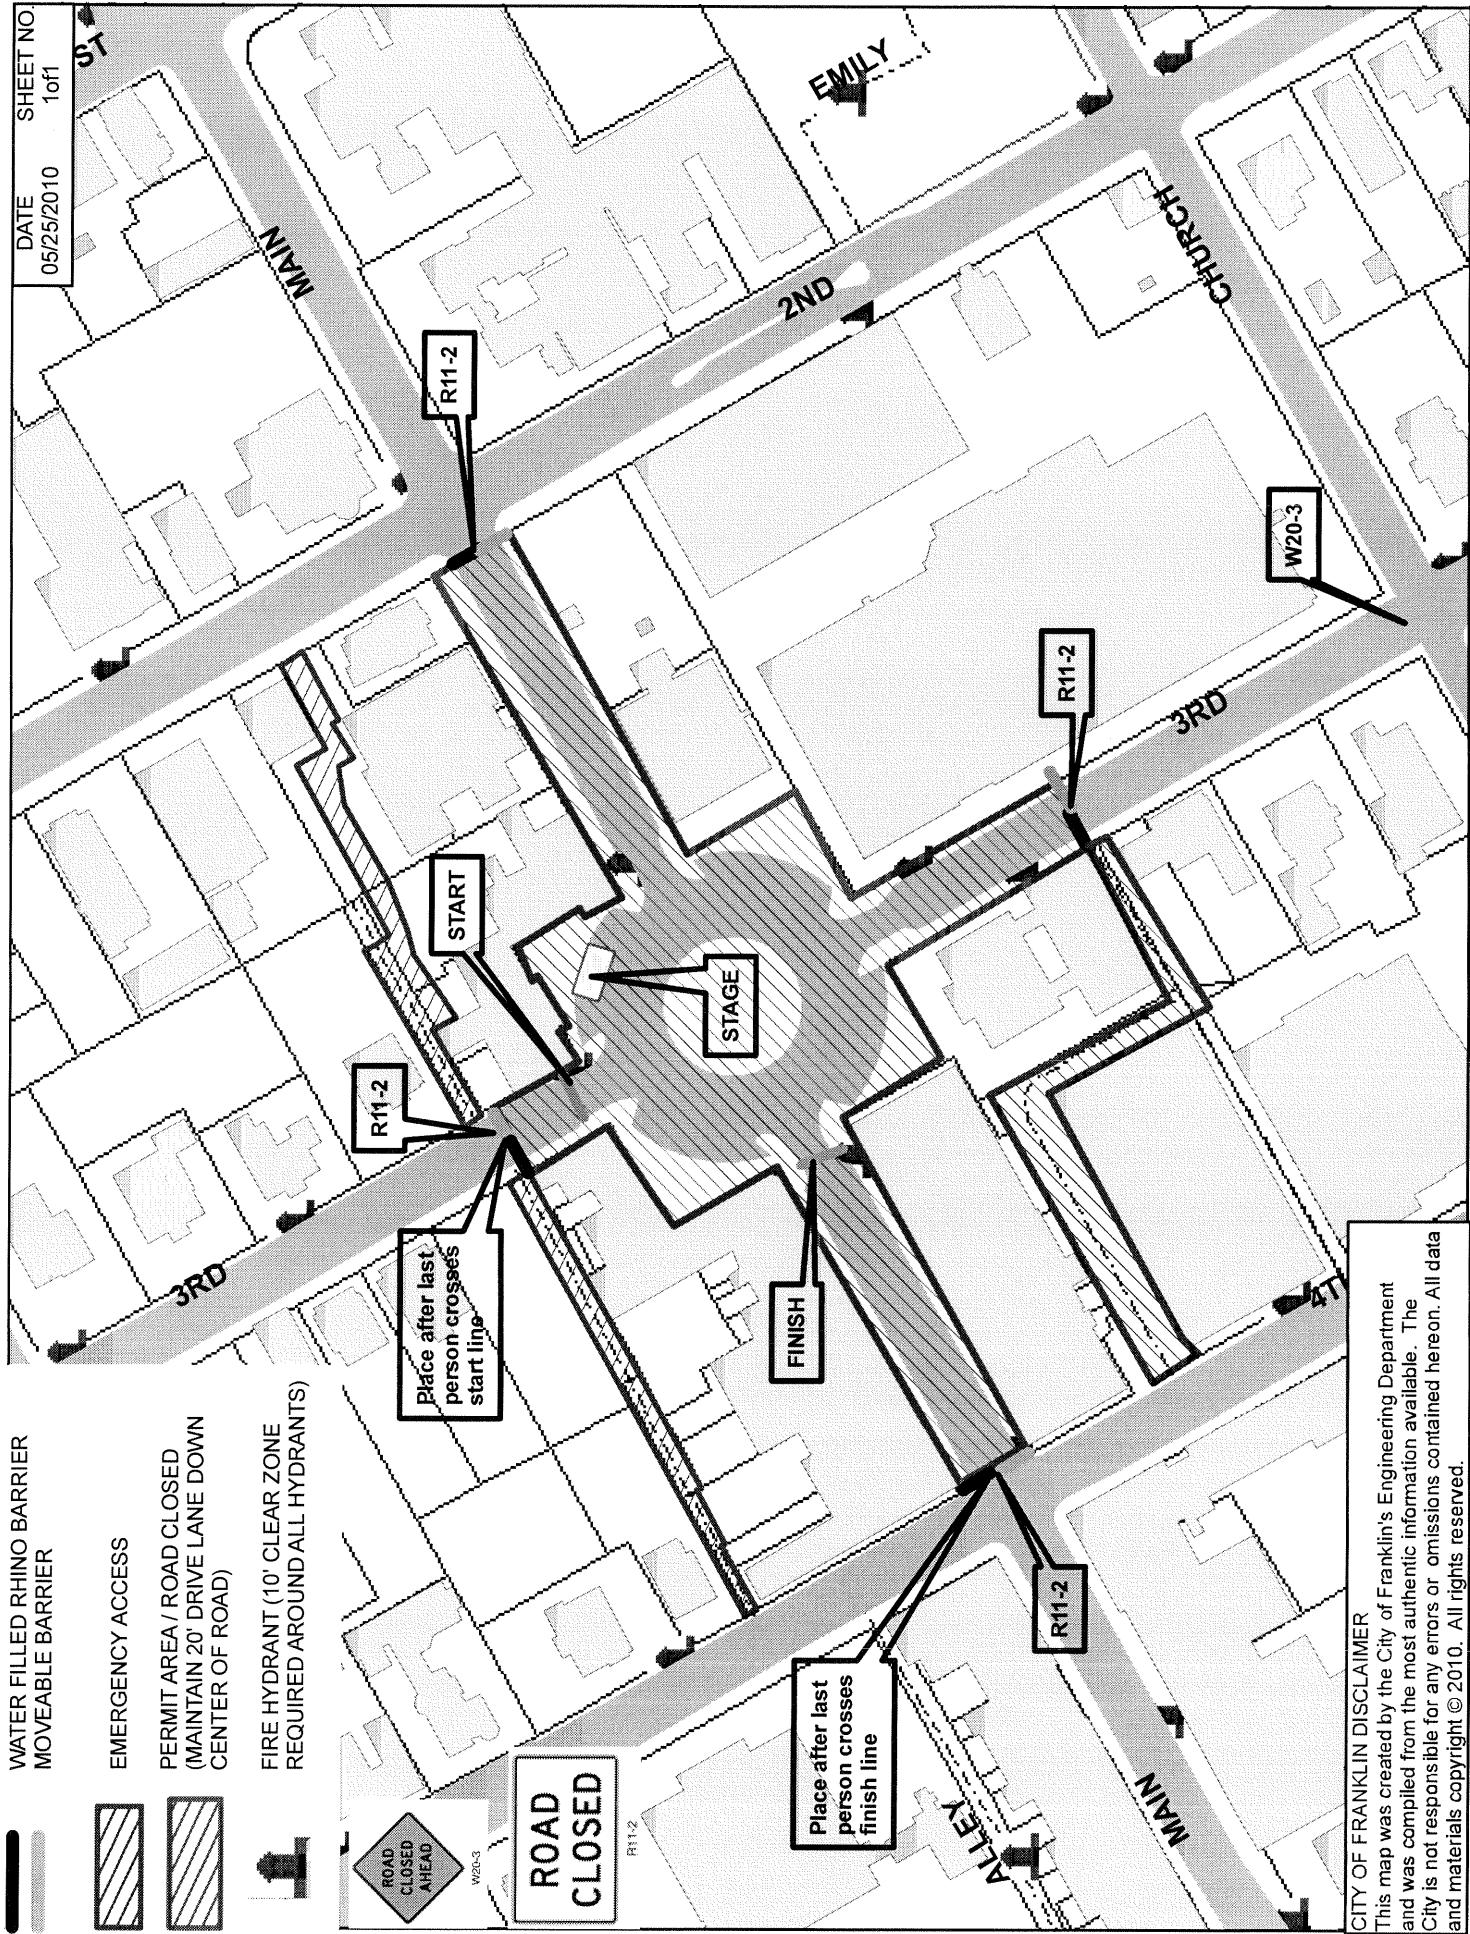 WATER FILLED RHINO BARRIER
MOVEABLE BARRIER
EMERGENCY ACCESS
PERMIT AREA / ROAD CLOSED
(MAINTAIN 20' DRIVE LANE DOWN
CENTER OF ROAD)
FIRE HYDRANT (10' CLEAR ZONE
REQUIRED AROUND ALL HYDRANTS)
ROAD
CLOSED
AHEAD
W20-3
ROAD
CLOSED
R11-2
DATE
05/25/2010
SHEET NO.
1of1
ST
MAIN
EMILY
R11-2
2ND
CHURCH
START
STAGE
R11-2
W20-3
R11-2
3RD
3RD
Place after last
person crosses
start line
FINISH
4T
Place after last
person crosses
finish line
R11-2
ALLEY
MAIN
CITY OF FRANKLIN DISCLAIMER
This map was created by the City of Franklin's Engineering Department
and was compiled from the most authentic information available. The
City is not responsible for any errors or omissions contained hereon. All data
and materials copyright © 2010. All rights reserved.